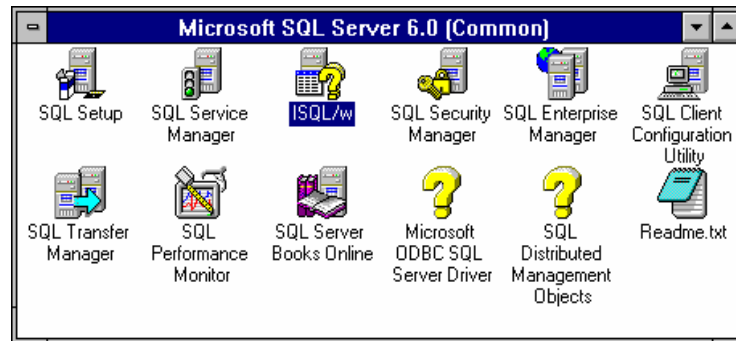 Microsoft SQL Server 6.0 (Common)
SQL Setup
SQL Service
Manager
ISQL/w
SQL Security
Manager
SQL Enterprise
Manager
SQL Client
Configuration
Utility
SQL Transfer
Manager
SQL
Performance
Monitor
SQL Server
Books Online
Microsoft
ODBC SQL
Server Driver
SQL
Distributed
Management
Objects
Readme.txt